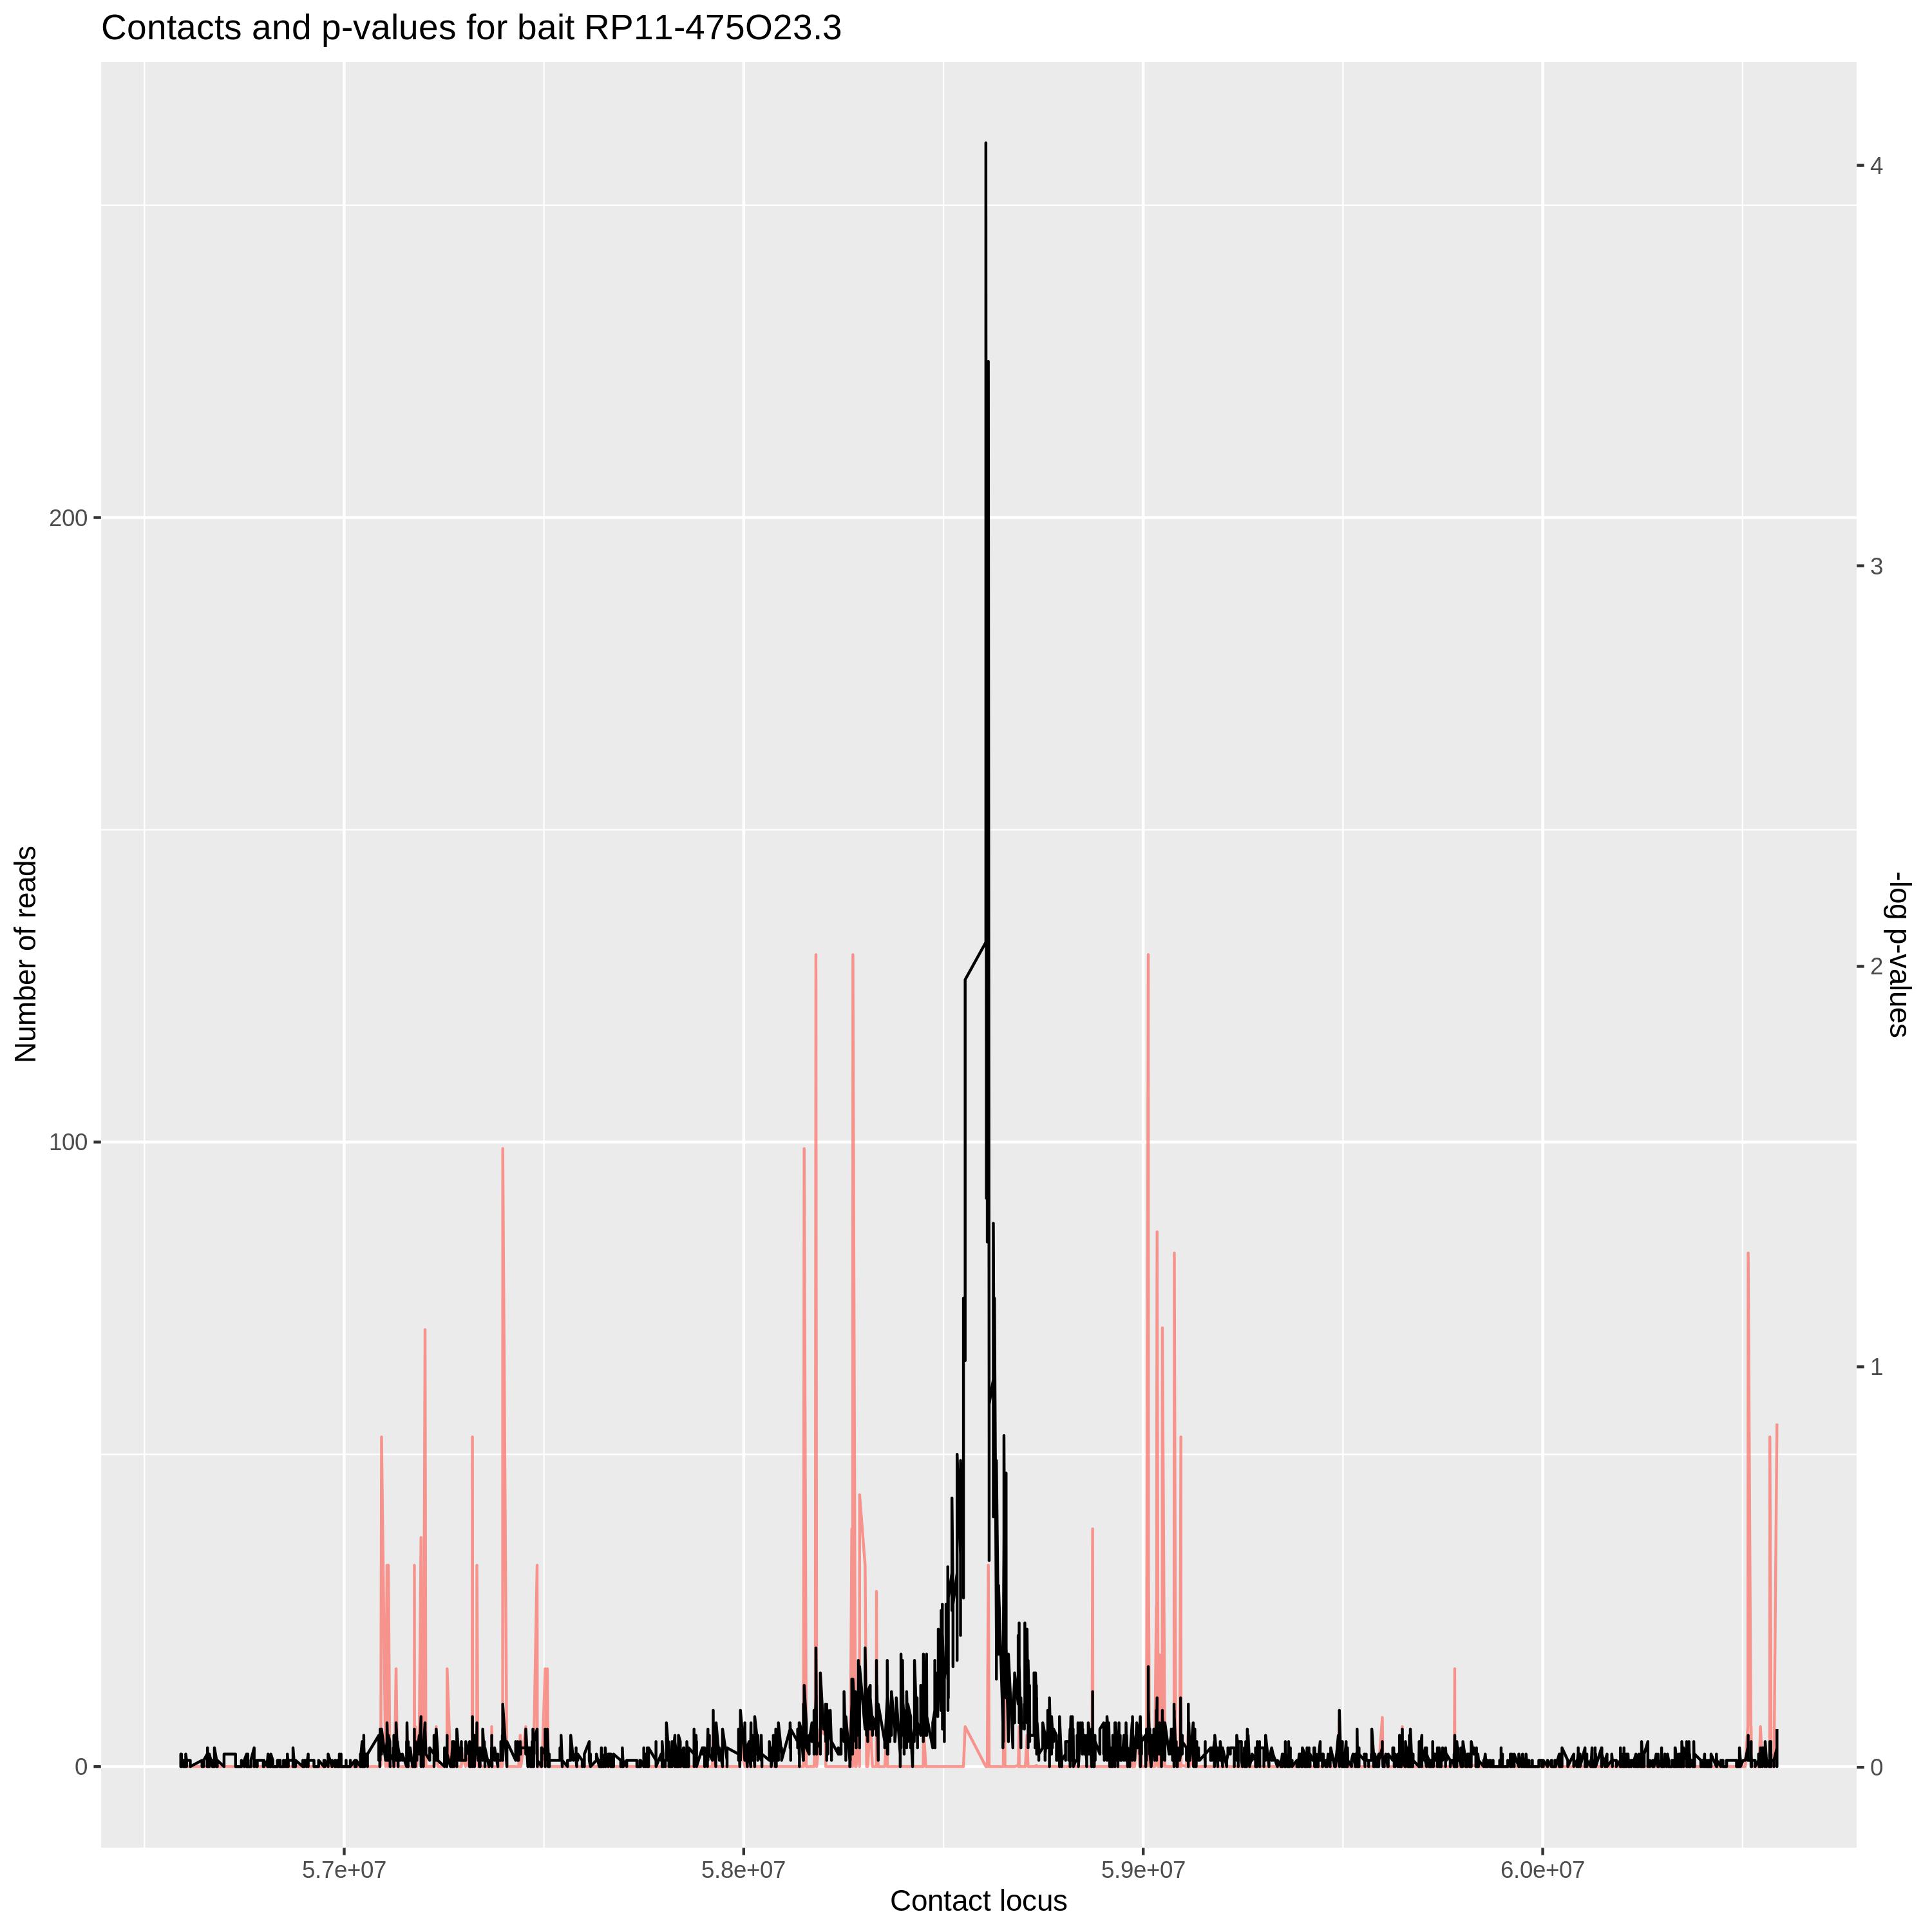 Contacts and p-values for bait RP11-475O23.3
Number of reads
200
100
0
4
3
2
1
0
-log p-values
5.7e+07
5.8e+07
5.9e+07
6.0e+07
Contact locus